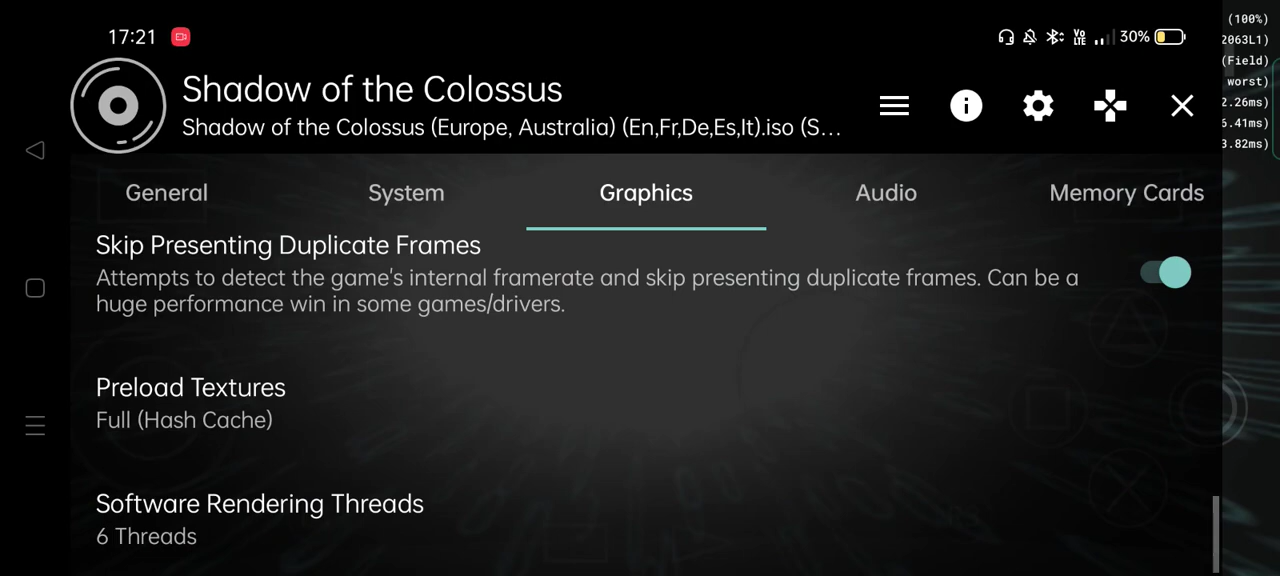 17:21
Vo
LTE
30%
(100%)
2063L1)
(Field)
worst)
2.26ms)
6.41ms)
3.82ms)
Shadow of the Colossus
Shadow of the Colossus (Europe, Australia) (En,Fr,De,Es,It).iso (S...
General System Graphics Audio Memory Cards
Skip Presenting Duplicate Frames
Attempts to detect the game's internal framerate and skip presenting duplicate frames. Can be a
huge performance win in some games/drivers.
Preload Textures
Full (Hash Cache)
Software Rendering Threads
6 Threads